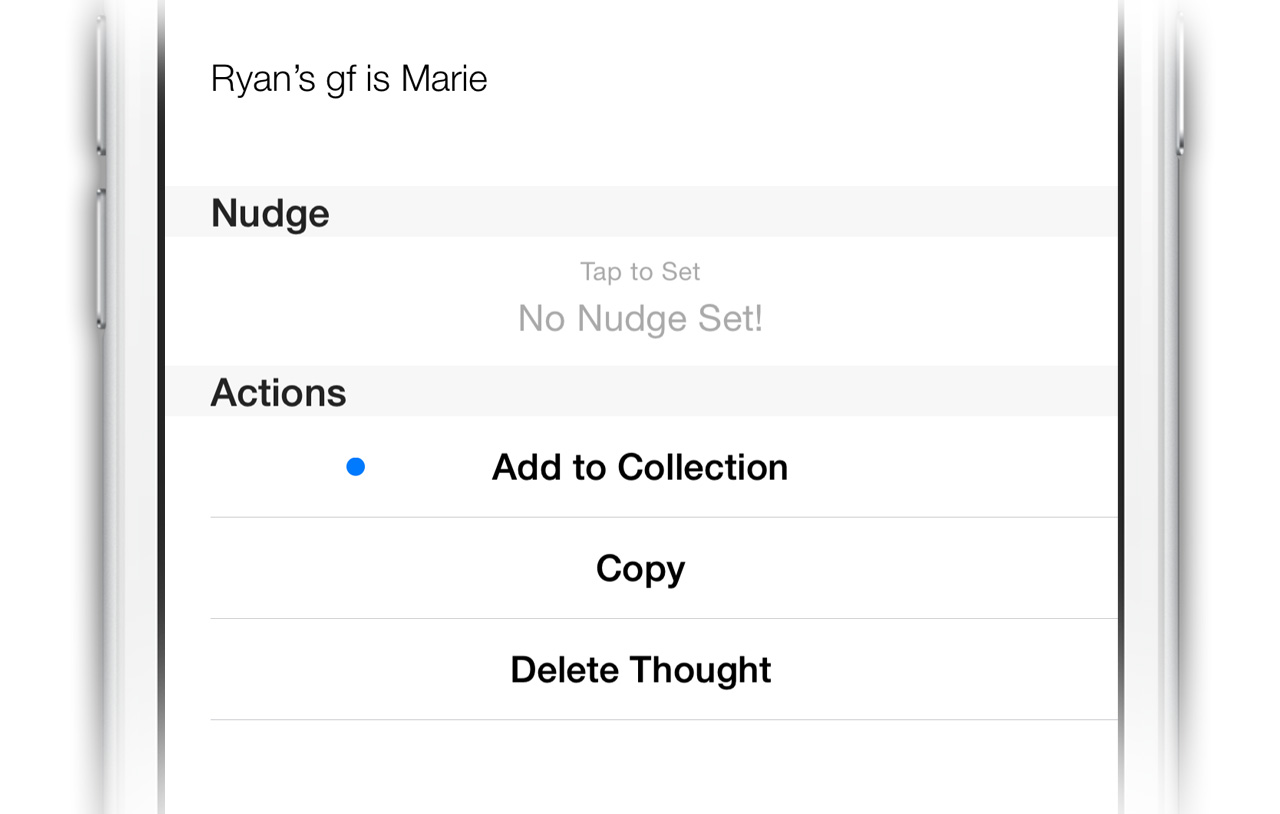 Ryan’s gf is Marie
Nudge
Tap to Set
No Nudge Set!
Actions
Add to Collection
Copy
Delete Thought